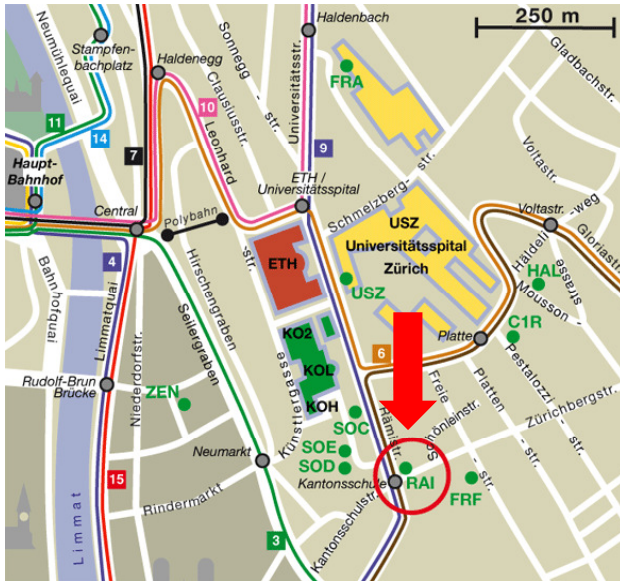 250 m
Haldenbach
Stampfen-
bachplatz
Neumühlequai
Haldenegg
Sonnegg - str.
Clausiusstr.
Universitätsstr.
FRA
Gladbachstr.
10
11
14
7
9
Leonhard
str.
Haupt-
Bahnhof
ETH /
Universitätsspital
Schmelzberg-
str.
Voltastr.
Central
Polybahn
USZ
Universitätsspital
Zürich
Voltastr.
Häldeliweg
Gloriastr.
4
ETH
USZ
HAL
Mousson -
strasse
Bahnhofquai
Limmatquai
Hirschengraben
Seilergraben
Niederdorfstr.
KO2
KOL
KOH
6
Platte
C1R
Rudolf-Brun
Brücke
ZEN
Künstlergasse
Freie - str.
Platten - str.
Pestalozzi - str.
Zürichbergstr.
Rämistr.
Schönleinstr.
SOC
Neumarkt
SOE
SOD
RAI
FRF
Kantonsschule
15
Rindermarkt
Kantonsschulstr.
3
Limmat